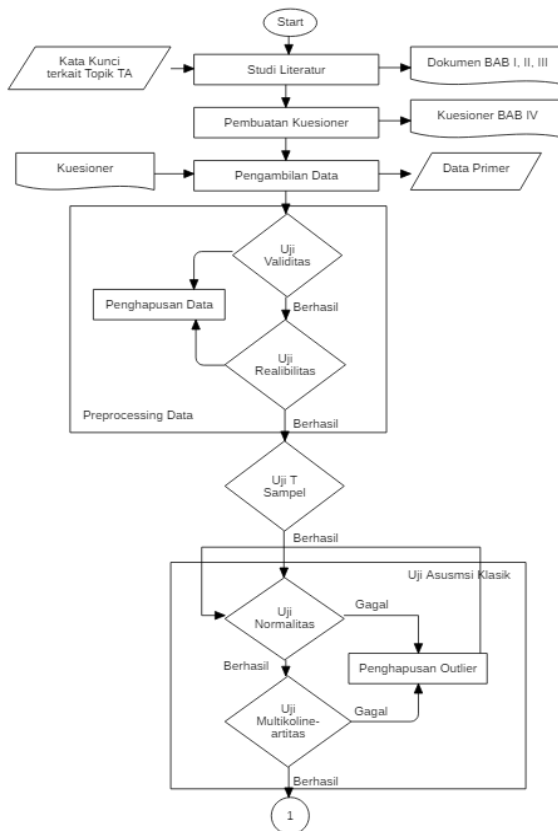 Start
Kata Kunci
terkait Topik TA
Studi Literatur
Dokumen BAB I, II, III
Pembuatan Kuesioner
Kuesioner BAB IV
Kuesioner
Pengambilan Data
Data Primer
Uji
Validitas
Penghapusan Data
Berhasil
Uji
Realibilitas
Preprocessing Data
Berhasil
Uji T
Sampel
Berhasil
Uji Asusmsi Klasik
Uji
Normalitas
Gagal
Berhasil
Penghapusan Outlier
Uji
Multikoline-
artitas
Gagal
Berhasil
1